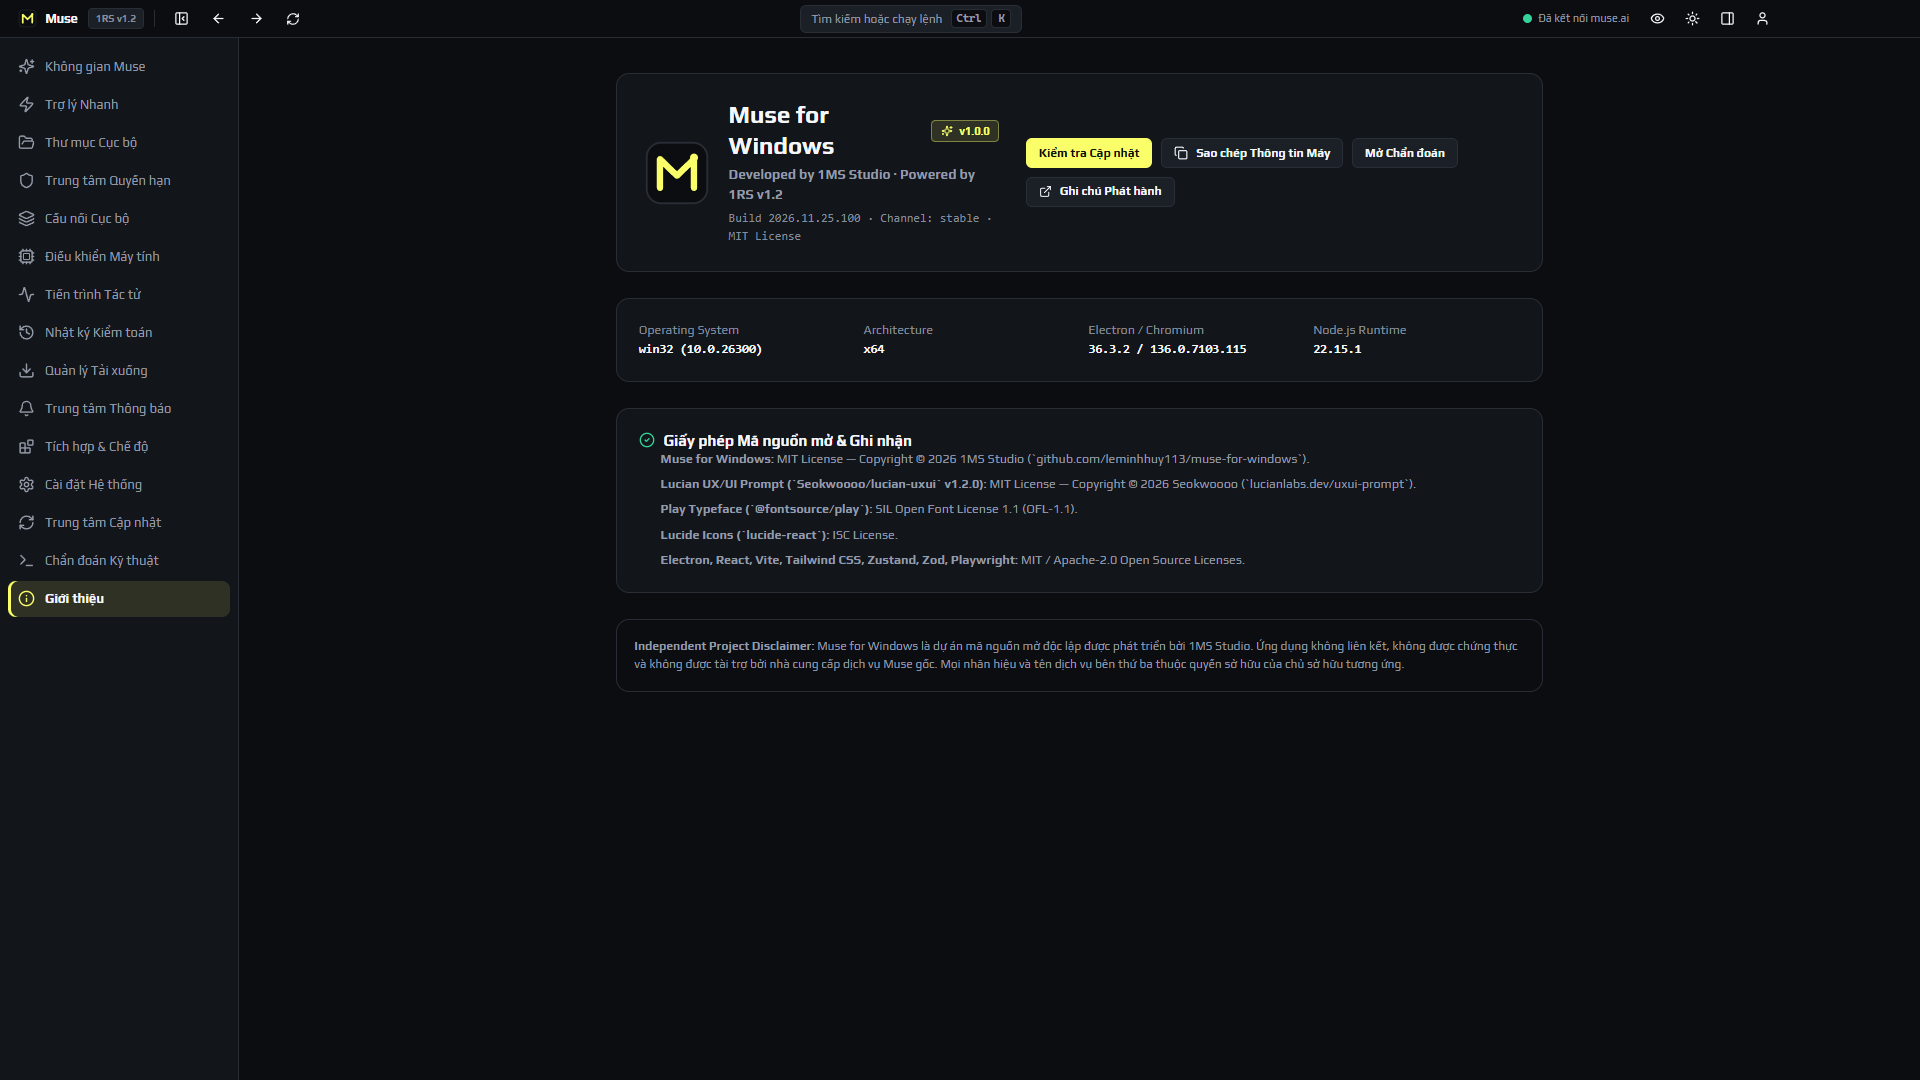 Muse
1RS v1.2
Tìm kiếm hoặc chạy lệnh Ctrl K
Đã kết nối muse.ai
Không gian Muse
Trợ lý Nhanh
Thư mục Cục bộ
Trung tâm Quyền hạn
Cầu nối Cục bộ
Điều khiển Máy tính
Tiến trình Tác tử
Nhật ký Kiểm toán
Quản lý Tải xuống
Trung tâm Thông báo
Tích hợp & Chế độ
Cài đặt Hệ thống
Trung tâm Cập nhật
Chẩn đoán Kỹ thuật
Giới thiệu
Muse for
Windows
v1.0.0
Developed by 1MS Studio · Powered by
1RS v1.2
Build 2026.11.25.100 · Channel: stable ·
MIT License
Kiểm tra Cập nhật
Sao chép Thông tin Máy
Mở Chẩn đoán
Ghi chú Phát hành
Operating System
win32 (10.0.26300)
Architecture
x64
Electron / Chromium
36.3.2 / 136.0.7103.115
Node.js Runtime
22.15.1
Giấy phép Mã nguồn mở & Ghi nhận
Muse for Windows: MIT License — Copyright © 2026 1MS Studio (`github.com/leminhhuy113/muse-for-windows`).
Lucian UX/UI Prompt (`Seokwoooo/lucian-uxui` v1.2.0): MIT License — Copyright © 2026 Seokwoooo (`lucianlabs.dev/uxui-prompt`).
Play Typeface (`@fontsource/play`): SIL Open Font License 1.1 (OFL-1.1).
Lucide Icons (`lucide-react`): ISC License.
Electron, React, Vite, Tailwind CSS, Zustand, Zod, Playwright: MIT / Apache-2.0 Open Source Licenses.
Independent Project Disclaimer: Muse for Windows là dự án mã nguồn mở độc lập được phát triển bởi 1MS Studio. Ứng dụng không liên kết, không được chứng thực
và không được tài trợ bởi nhà cung cấp dịch vụ Muse gốc. Mọi nhãn hiệu và tên dịch vụ bên thứ ba thuộc quyền sở hữu của chủ sở hữu tương ứng.